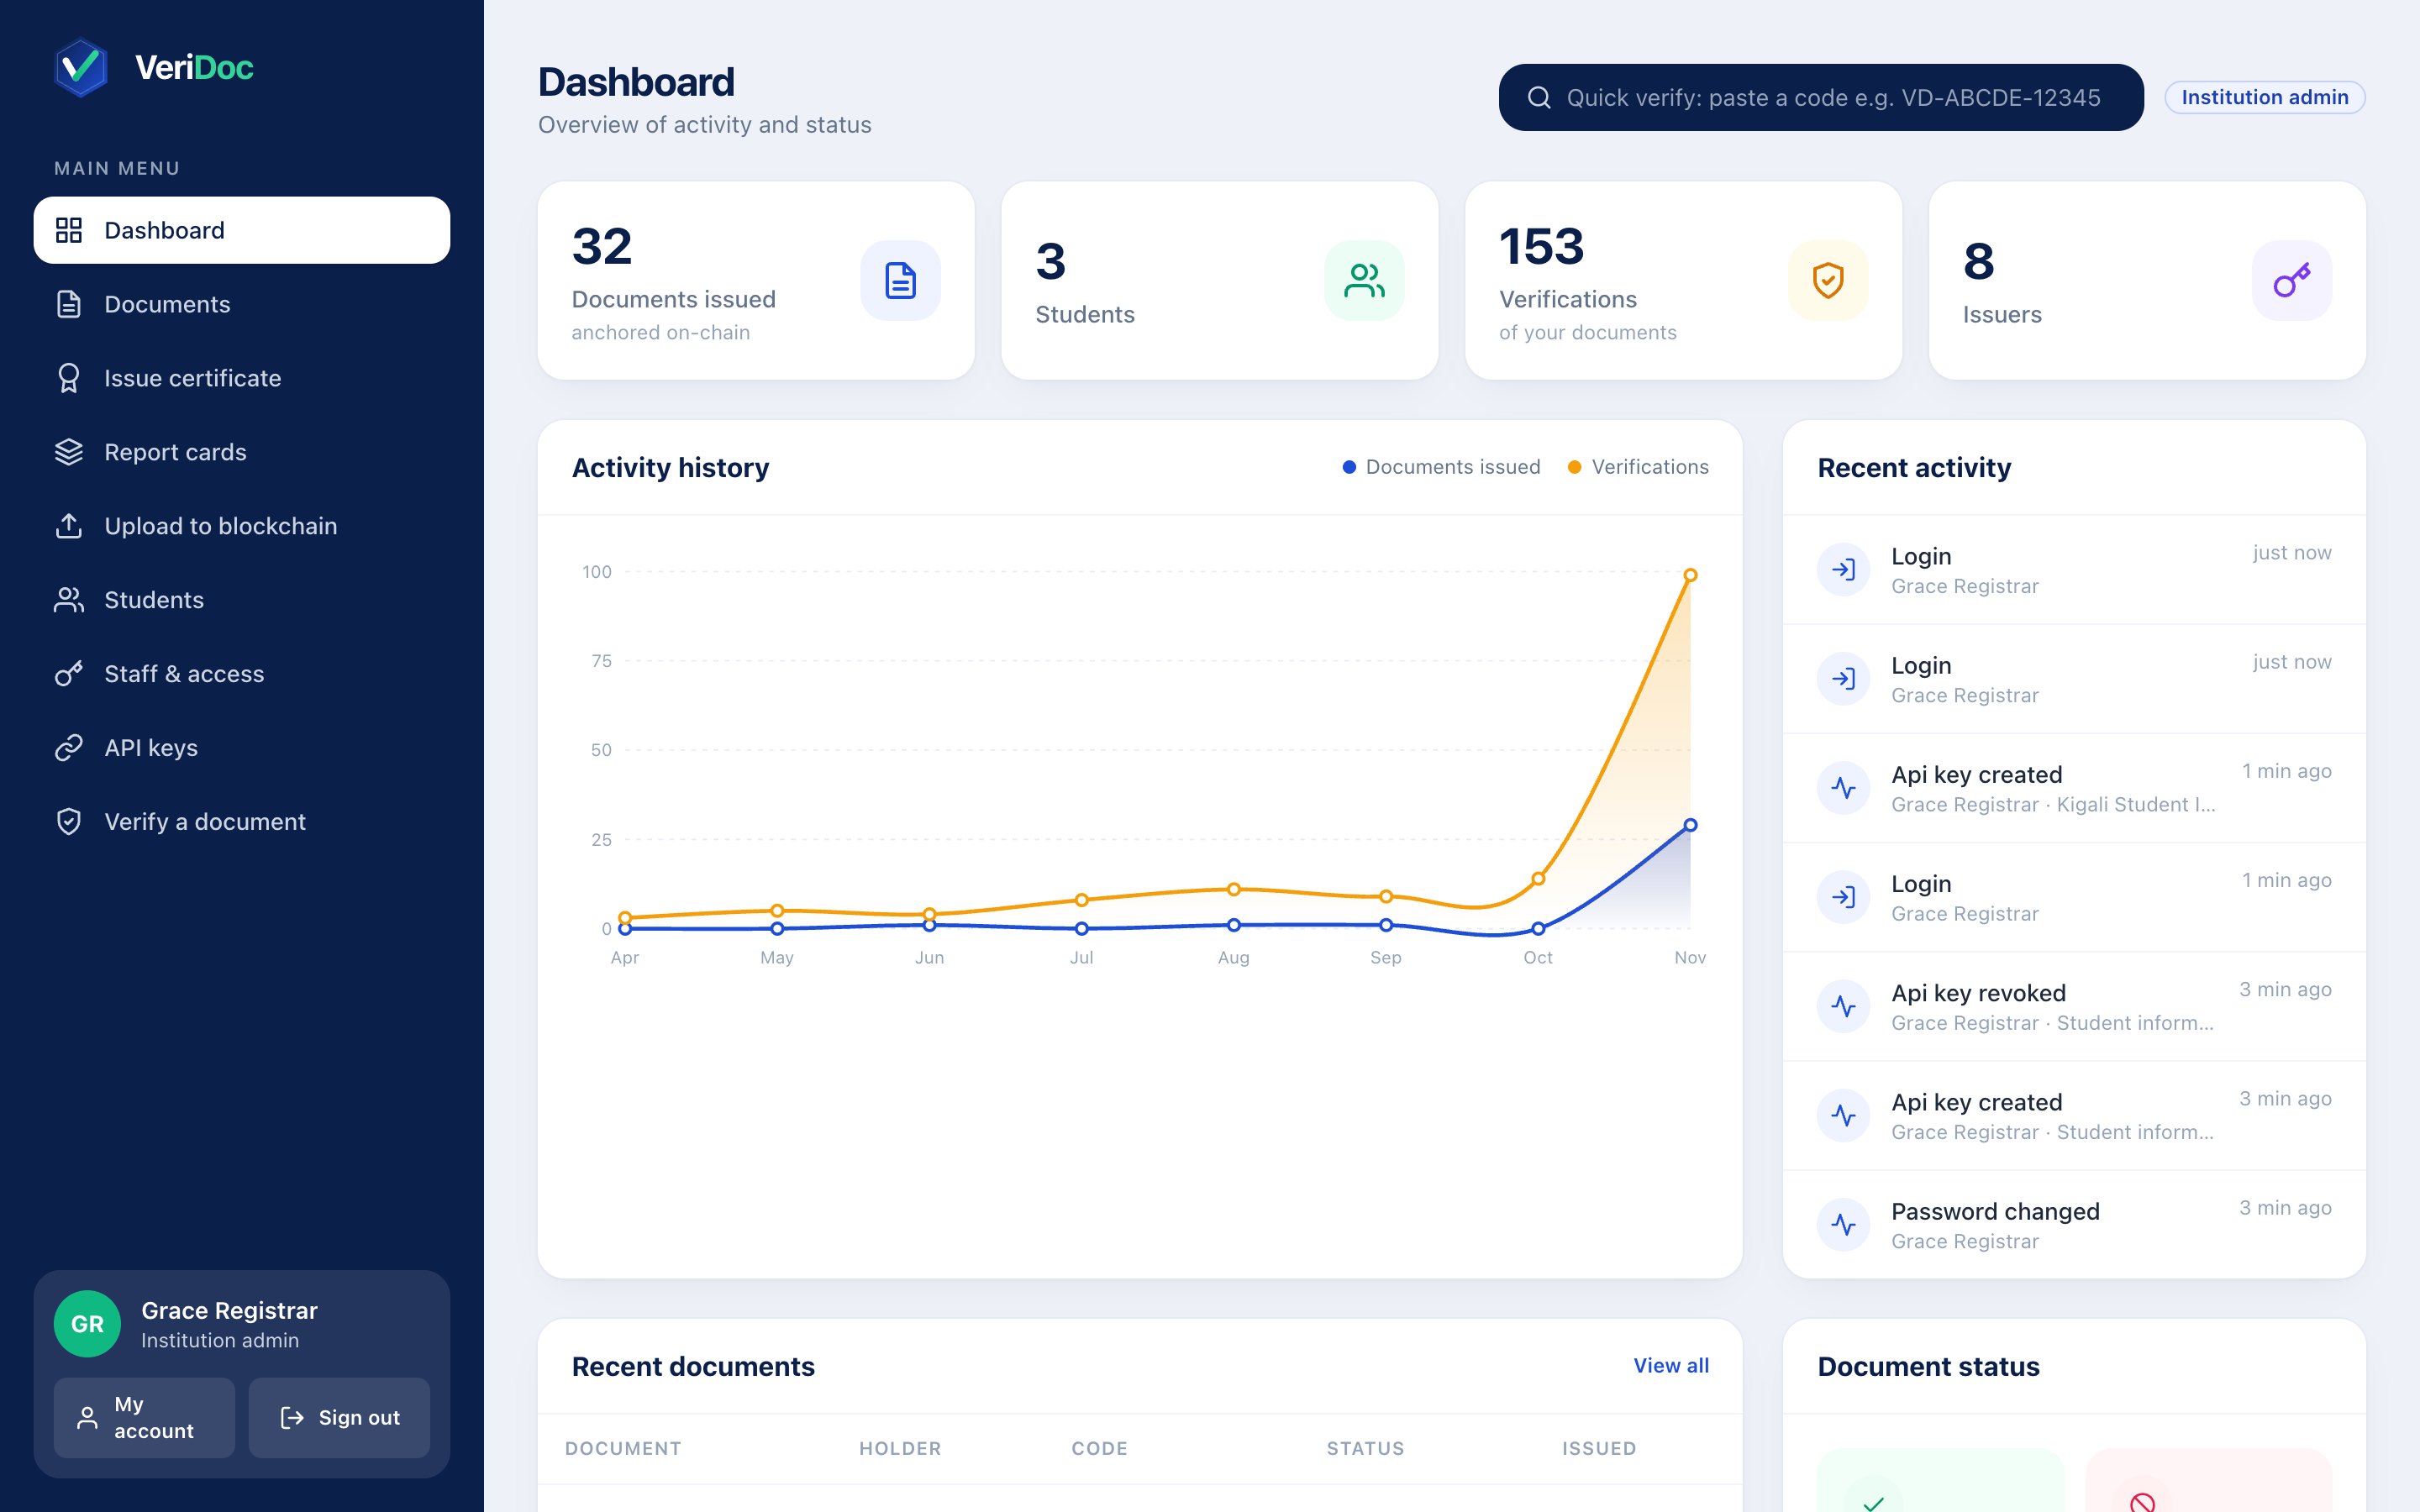 VeriDoc
MAIN MENU
Dashboard
Documents
Issue certificate
Report cards
Upload to blockchain
Students
Staff & access
API keys
Verify a document
GR
Grace Registrar
Institution admin
My
account
Sign out
Dashboard
Overview of activity and status
Quick verify: paste a code e.g. VD-ABCDE-12345
Institution admin
32
Documents issued
anchored on-chain
3
Students
153
Verifications
of your documents
8
Issuers
Activity history
Documents issued
Verifications
100
75
50
25
0
Apr May Jun Jul Aug Sep Oct Nov
Recent activity
Login
just now
Grace Registrar
Login
just now
Grace Registrar
Api key created
1 min ago
Grace Registrar · Kigali Student I...
Login
1 min ago
Grace Registrar
Api key revoked
3 min ago
Grace Registrar · Student inform...
Api key created
3 min ago
Grace Registrar · Student inform...
Password changed
3 min ago
Grace Registrar
Recent documents
View all
DOCUMENT HOLDER CODE STATUS ISSUED
Document status